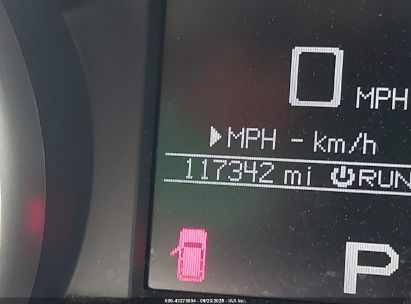 0 MPH
▶MPH - km/h
117342 mi ⏻RUN
P